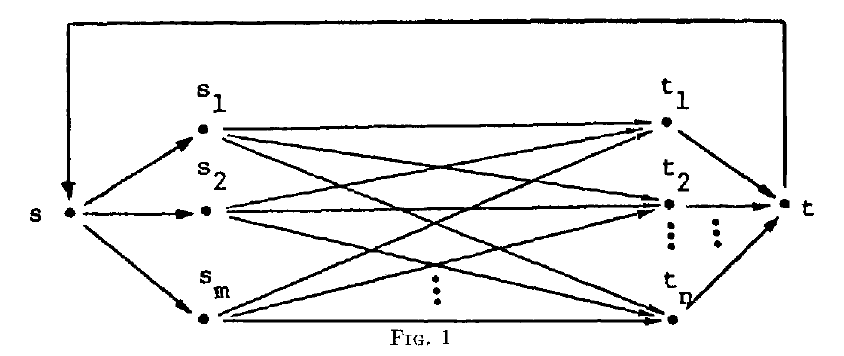 s₁ t₁
s₂ t₂
s t
sₘ tₙ
FIG. 1